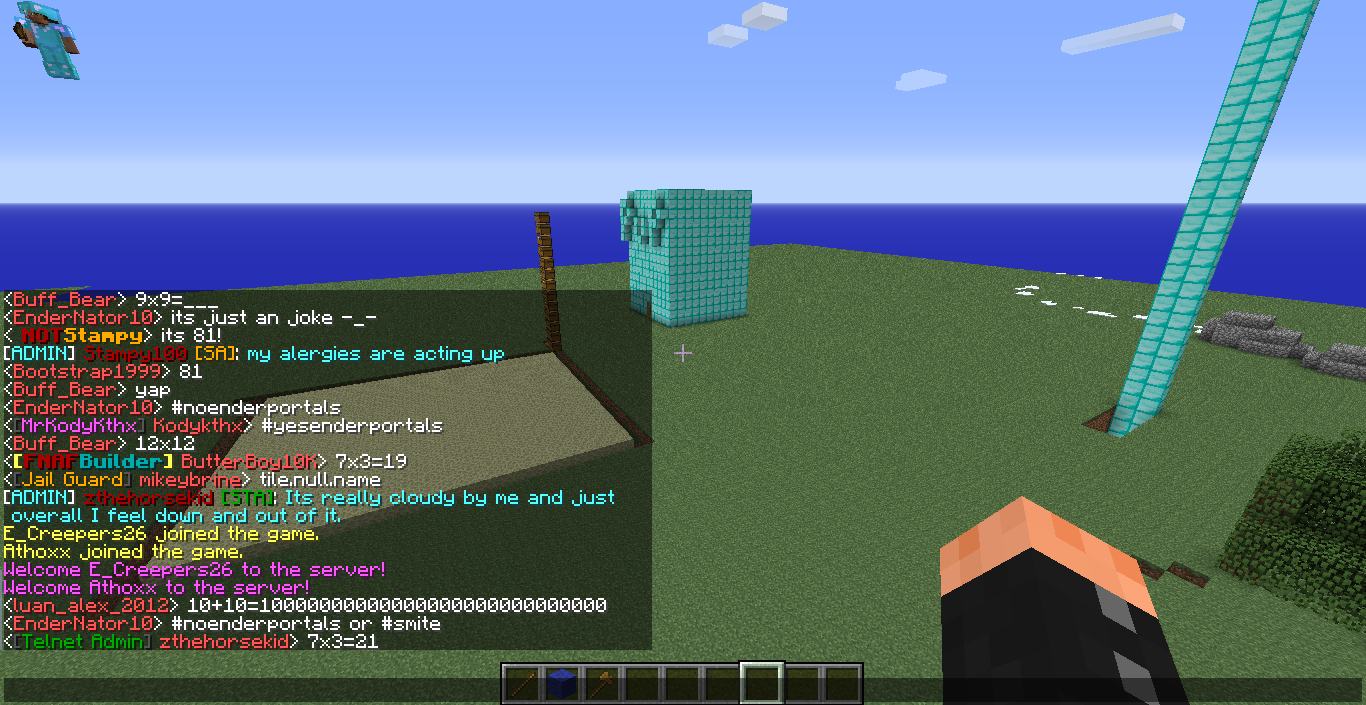 <Buff_Bear> 9x9=___
<EnderNator10> its just an joke -_-
< NOTStampy> its 81!
[ADMIN] Stampy100 [SA]: my alergies are acting up
<Bootstrap1999> 81
<Buff_Bear> yap
<EnderNator10> #noenderportals
<[MrKodyKthx] Kodykthx> #yesenderportals
<Buff_Bear> 12x12
<[FNAFBuilder] ButterBoy10K> 7x3=19
<[Jail Guard] mikeybrine> tile.null.name
[ADMIN] zthehorsekid [STA]: Its really cloudy by me and just
overall I feel down and out of it.
E_Creepers26 joined the game.
Athoxx joined the game.
Welcome E_Creepers26 to the server!
Welcome Athoxx to the server!
<luan_alex_2012> 10+10=1000000000000000000000000000
<EnderNator10> #noenderportals or #smite
<[Telnet Admin] zthehorsekid> 7x3=21